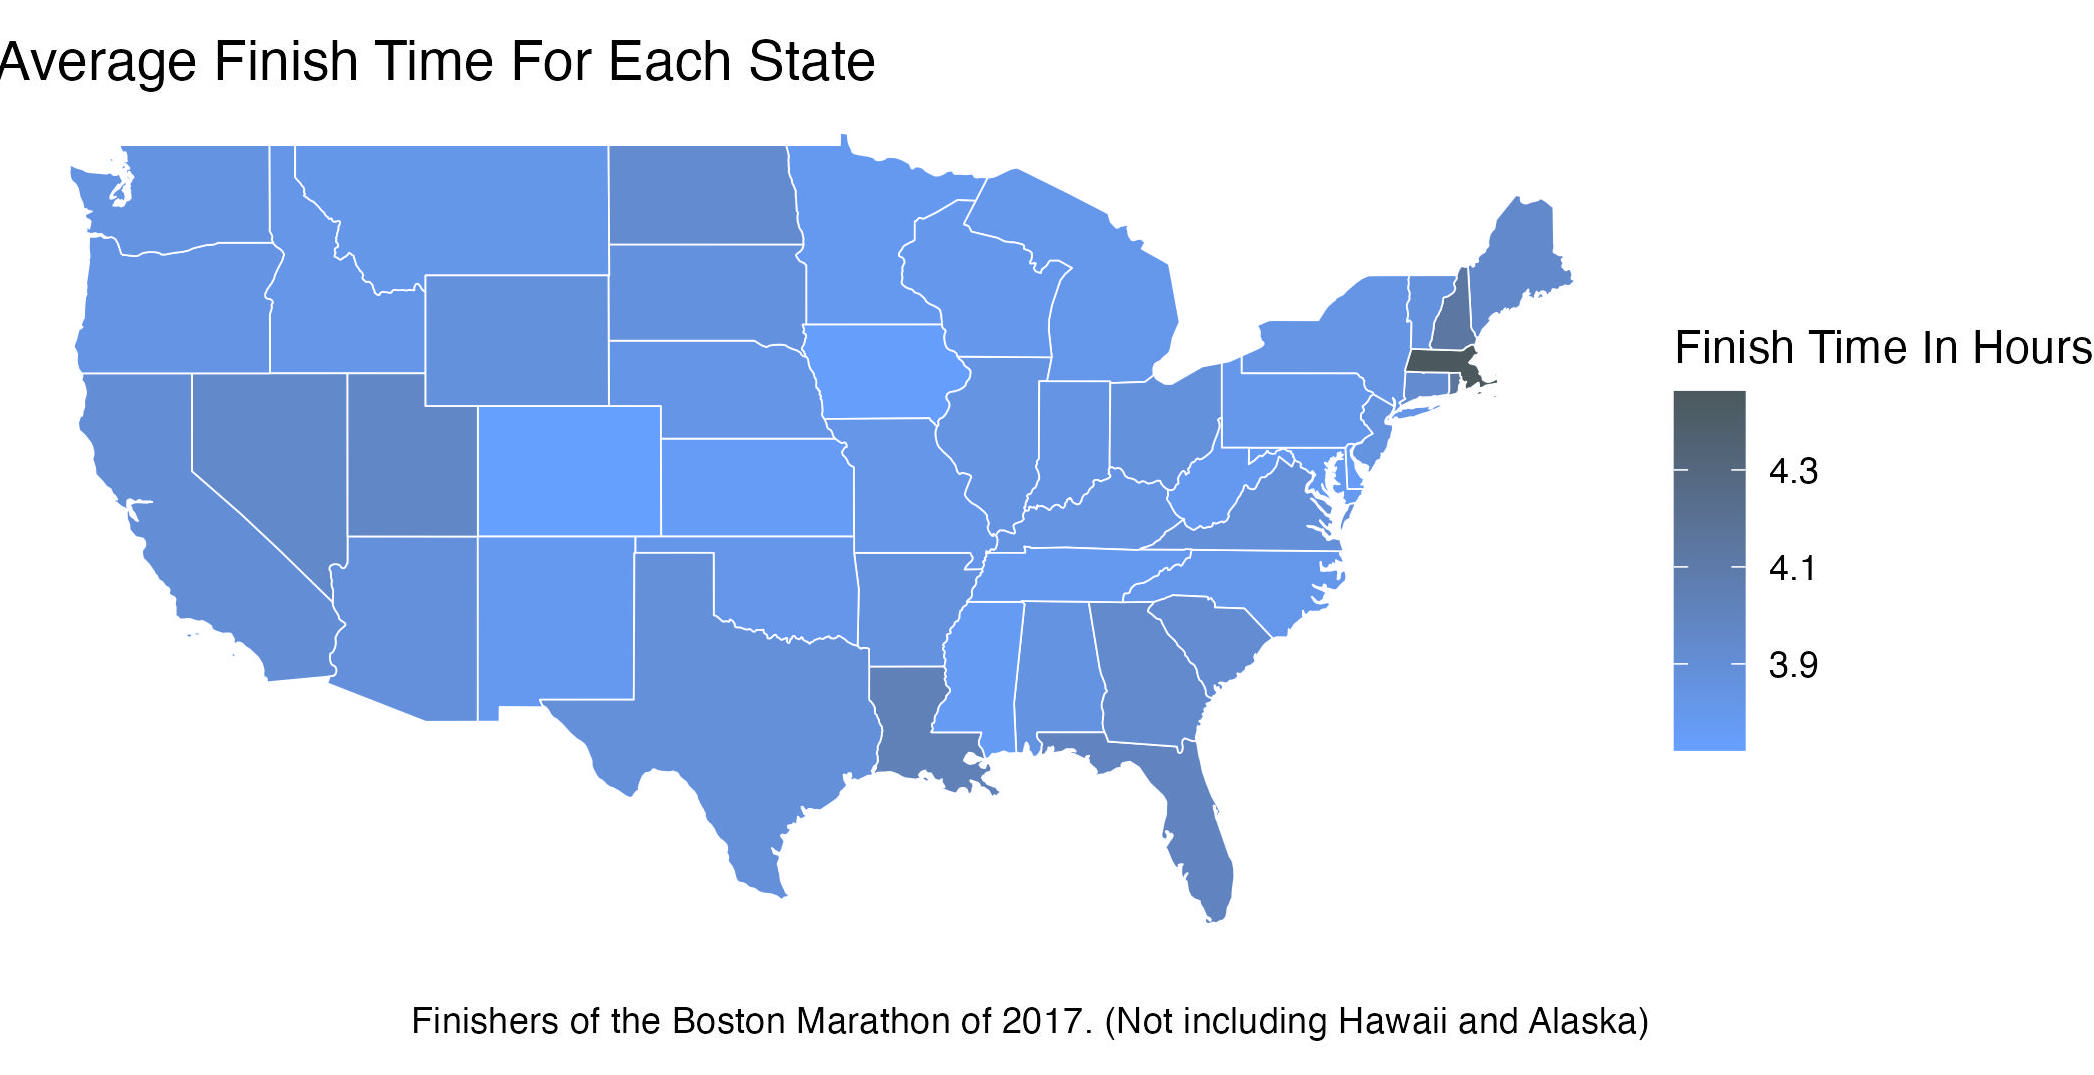 Average Finish Time For Each State
Finish Time In Hours
4.3
4.1
3.9
Finishers of the Boston Marathon of 2017. (Not including Hawaii and Alaska)